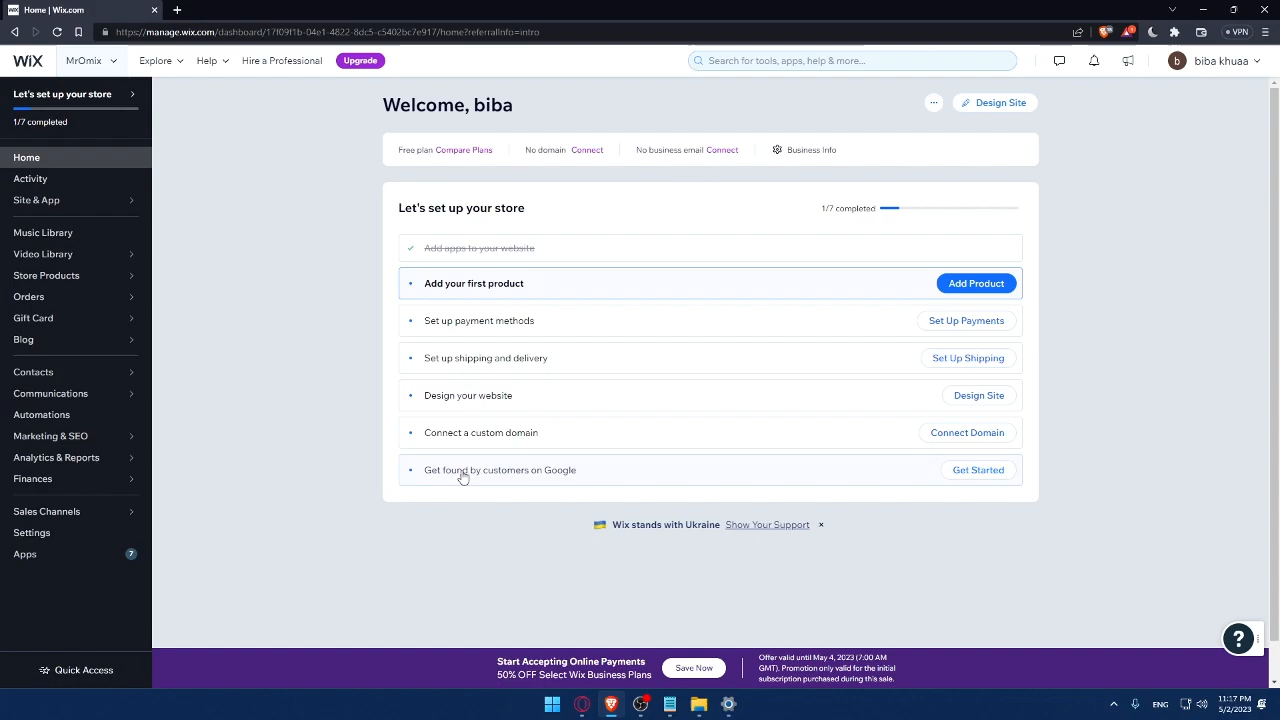 Home | Wix.com
https://manage.wix.com/dashboard/17f09f1b-04e1-4822-8dc5-c5402bc7e917/home?referralInfo=intro
VPN
WiX
MrOmix
Explore
Help
Hire a Professional
Upgrade
Search for tools, apps, help & more...
b
biba khuaa
Let's set up your store
1/7 completed
Home
Activity
Site & App
Music Library
Video Library
Store Products
Orders
Gift Card
Blog
Contacts
Communications
Automations
Marketing & SEO
Analytics & Reports
Finances
Sales Channels
Settings
Apps
7
Quick Access
Welcome, biba
Design Site
Free plan Compare Plans
No domain Connect
No business email Connect
Business Info
Let's set up your store
1/7 completed
Add apps to your website
Add your first product
Add Product
Set up payment methods
Set Up Payments
Set up shipping and delivery
Set Up Shipping
Design your website
Design Site
Connect a custom domain
Connect Domain
Get found by customers on Google
Get Started
Wix stands with Ukraine Show Your Support
?
Start Accepting Online Payments
50% OFF Select Wix Business Plans
Save Now
Offer valid until May 4, 2023 (7:00 AM
GMT). Promotion only valid for the initial
subscription purchased during this sale.
ENG
11:17 PM
5/2/2023